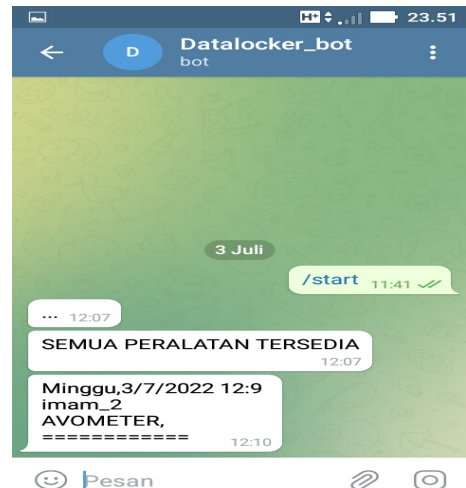 H+ 23.51
D Datalocker_bot
bot
3 Juli
/start 11:41
... 12:07
SEMUA PERALATAN TERSEDIA
12:07
Minggu,3/7/2022 12:9
imam_2
AVOMETER,
============ 12:10
Pesan